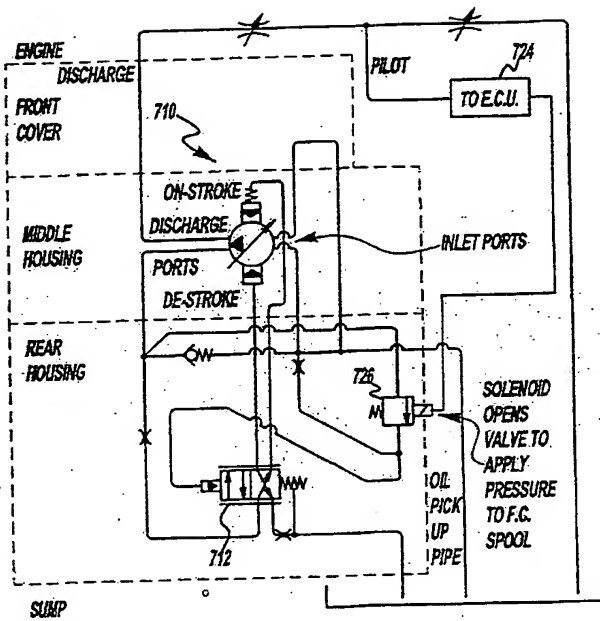 ENGINE
DISCHARGE
FRONT
COVER
PILOT
724
TO E.C.U.
710
ON-STROKE
DISCHARGE
MIDDLE
HOUSING
INLET PORTS
PORTS
DE-STROKE
REAR
HOUSING
726
SOLENOID
OPENS
VALVE TO
APPLY
PRESSURE
TO F.C.
SPOOL
OIL
PICK
UP
PIPE
712
SUMP